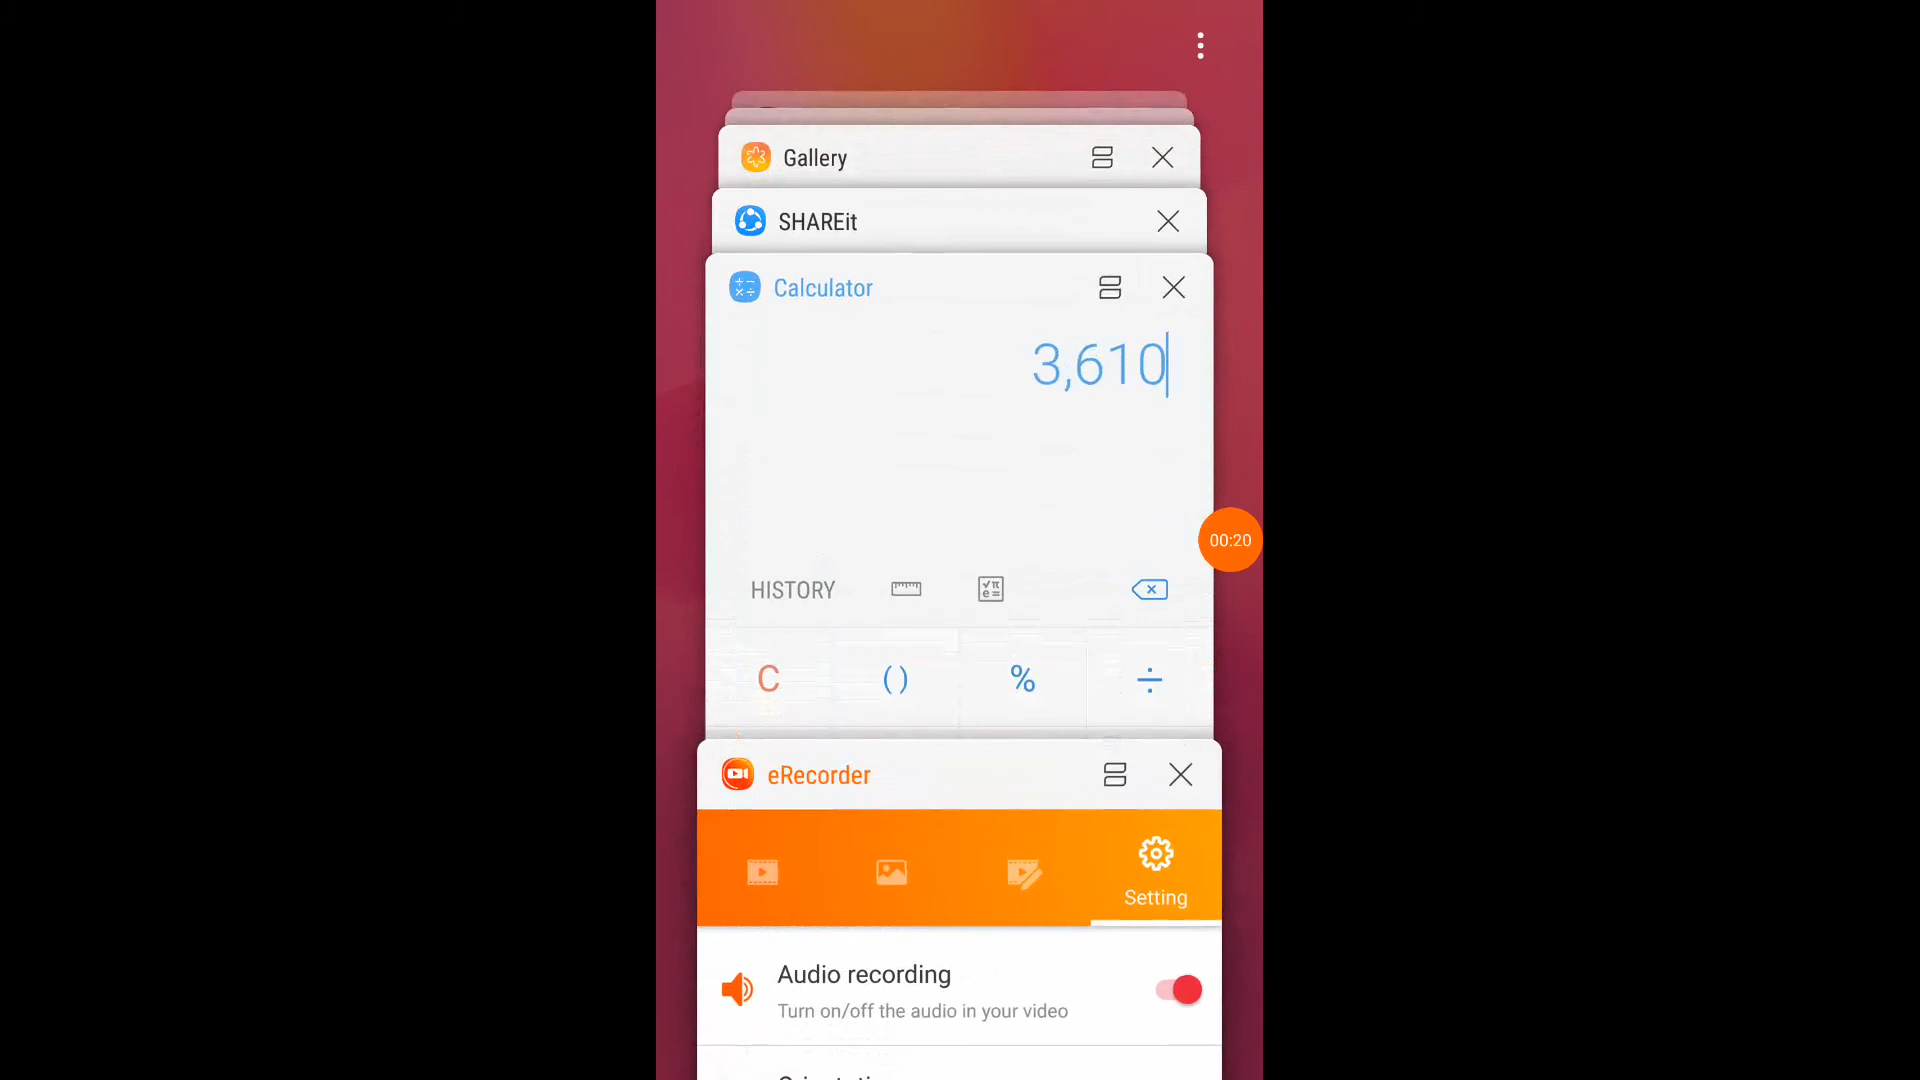 Gallery
SHAREit
Calculator
3,610
00:20
HISTORY
C ( ) % ÷
eRecorder
Setting
Audio recording
Turn on/off the audio in your video